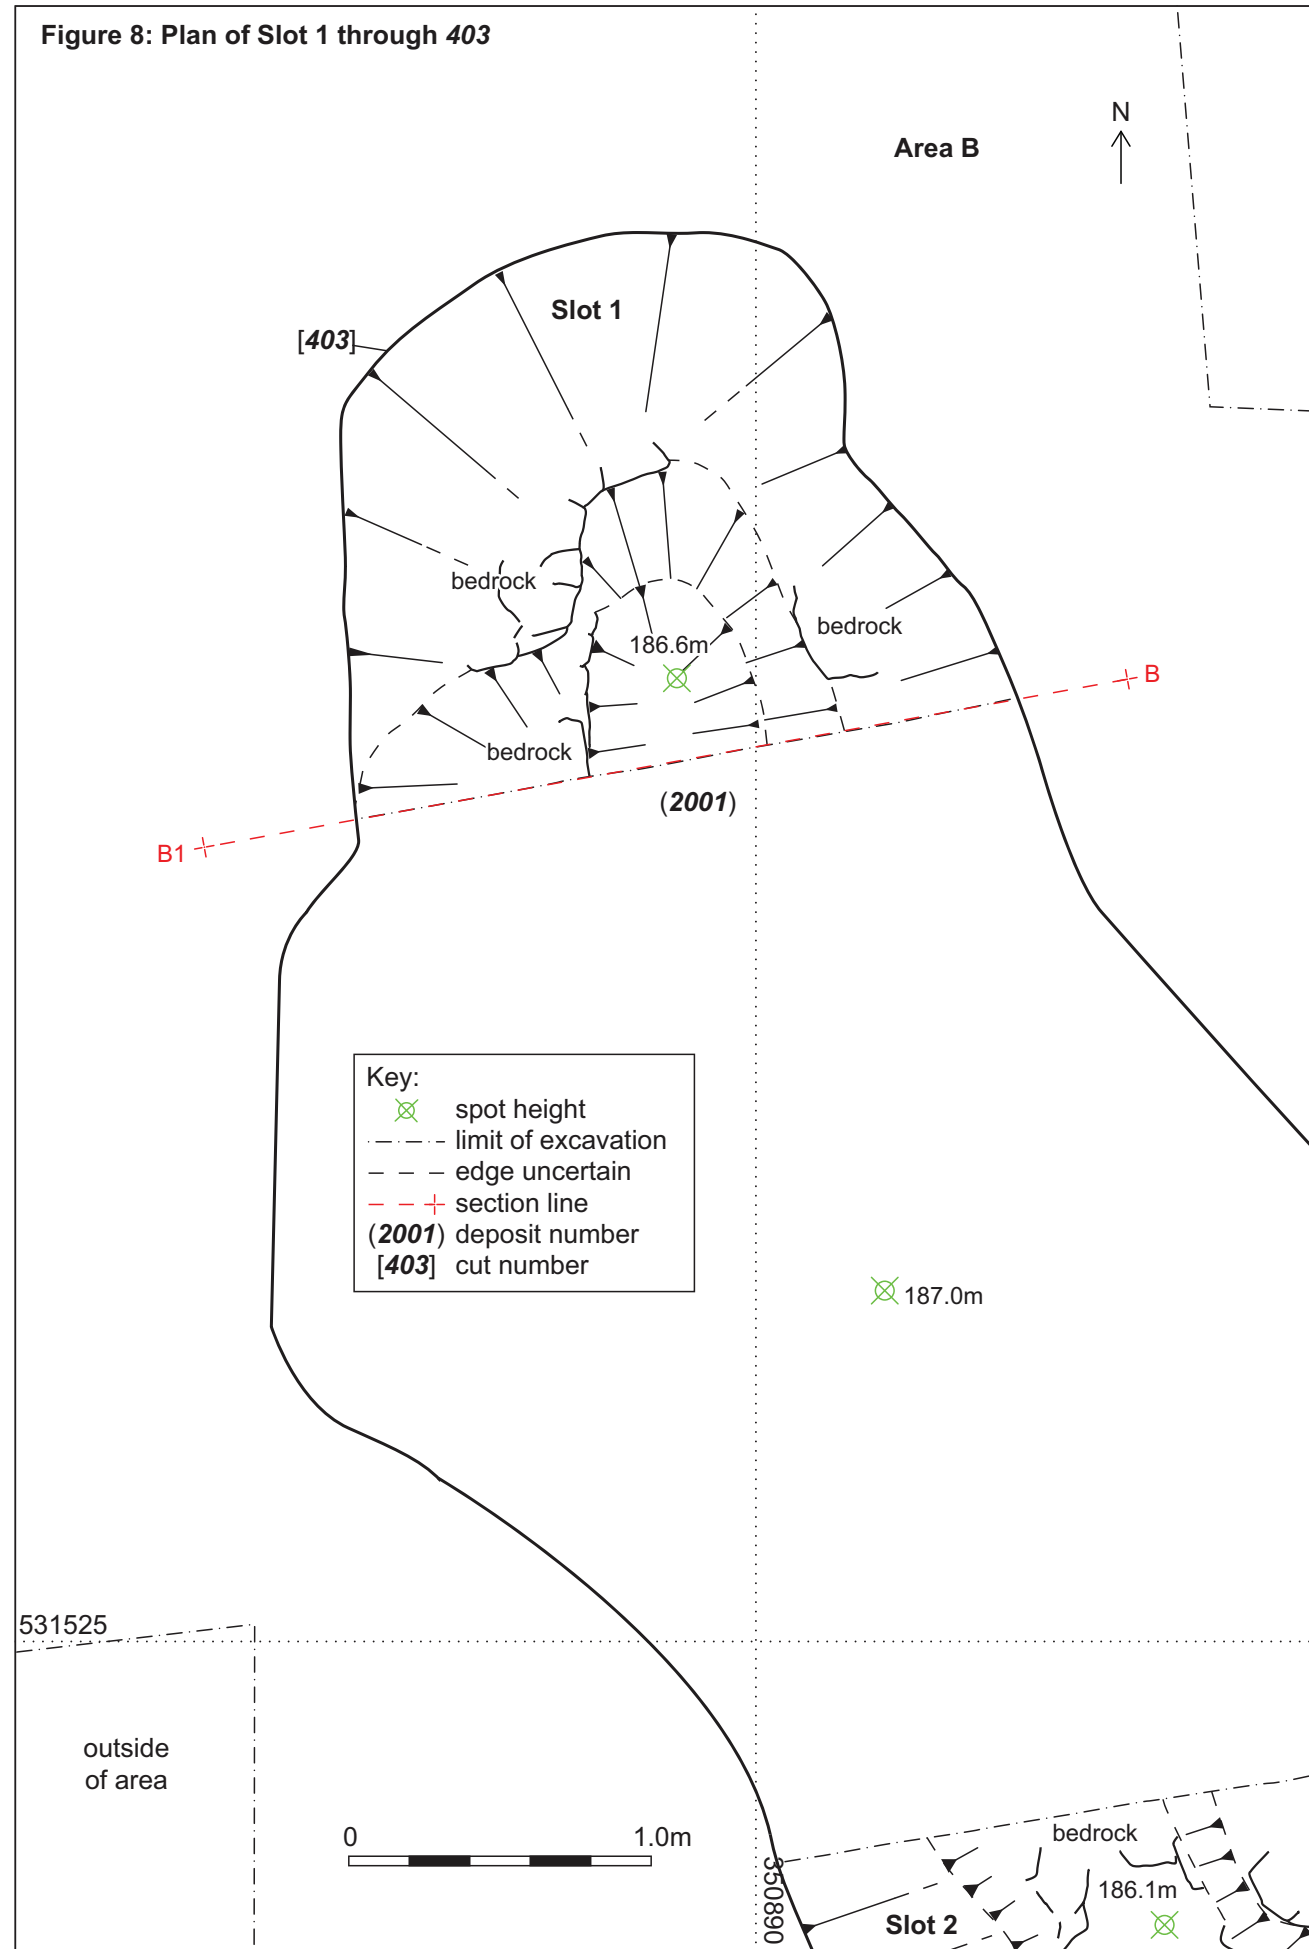 Figure 8: Plan of Slot 1 through 403
N
Area B
Slot 1
[403]
bedrock
bedrock
186.6m
B
bedrock
(2001)
B1
Key:
spot height
limit of excavation
edge uncertain
section line
(2001) deposit number
[403] cut number
187.0m
531525
outside
of area
0 1.0m
bedrock
350890
186.1m
Slot 2